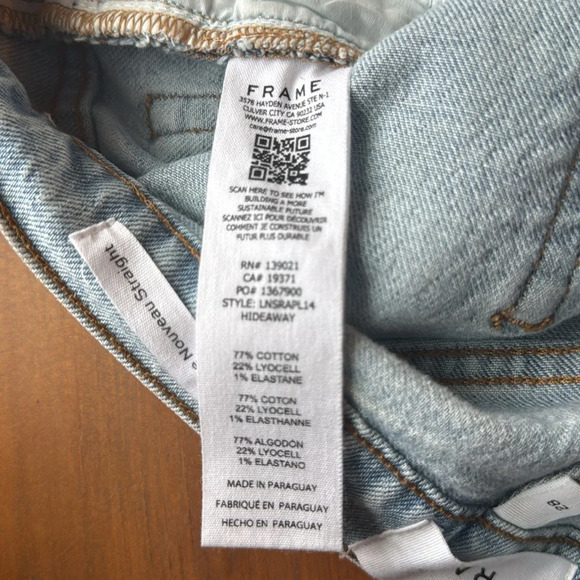 FRAME
3578 HAYDEN AVENUE STE N-1
CULVER CITY CA 90232 USA
WWW.FRAME-STORE.COM
care@frame-store.com
SCAN HERE TO SEE HOW I'M
BUILDING A MORE
SUSTAINABLE FUTURE
SCANNEZ ICI POUR DÉCOUVRIR
COMMENT JE CONSTRUIS UN
FUTUR PLUS DURABLE
RN# 139021
CA# 19371
PO# 1367900
STYLE: LNSRAPL14
HIDEAWAY
77% COTTON
22% LYOCELL
1% ELASTANE
77% COTON
22% LYOCELL
1% ELASTHANNE
77% ALGODÓN
22% LYOCELL
1% ELASTANO
MADE IN PARAGUAY
FABRIQUÉ EN PARAGUAY
HECHO EN PARAGUAY
Nouveau Straight